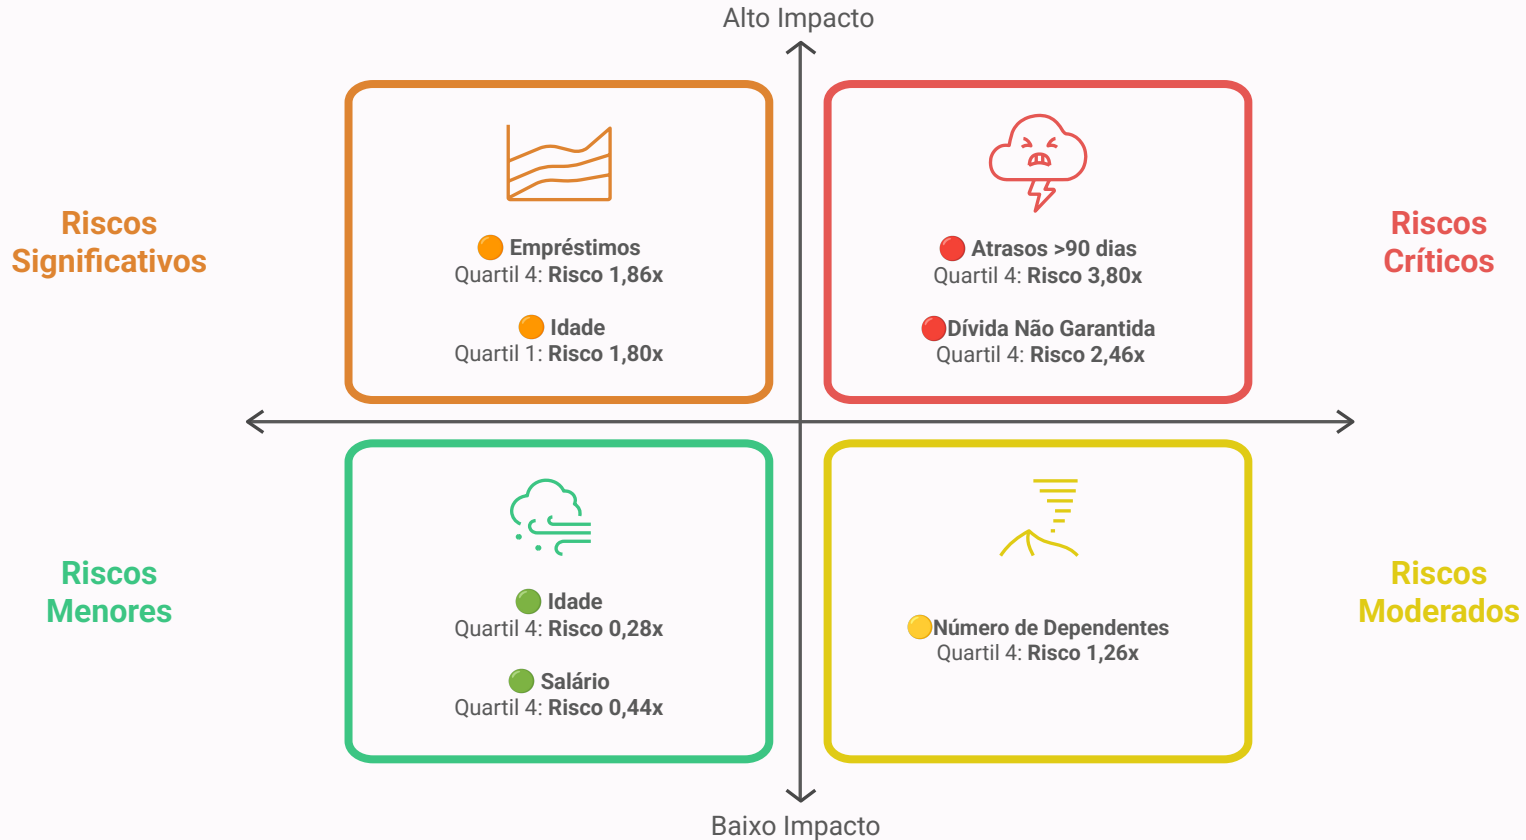 Alto Impacto
Riscos
Significativos
🟠 Empréstimos
Quartil 4: Risco 1,86x
🟠 Idade
Quartil 1: Risco 1,80x
🔴 Atrasos >90 dias
Quartil 4: Risco 3,80x
🔴Dívida Não Garantida
Quartil 4: Risco 2,46x
Riscos
Críticos
Riscos
Menores
🟢 Idade
Quartil 4: Risco 0,28x
🟢 Salário
Quartil 4: Risco 0,44x
🟡Número de Dependentes
Quartil 4: Risco 1,26x
Riscos
Moderados
Baixo Impacto